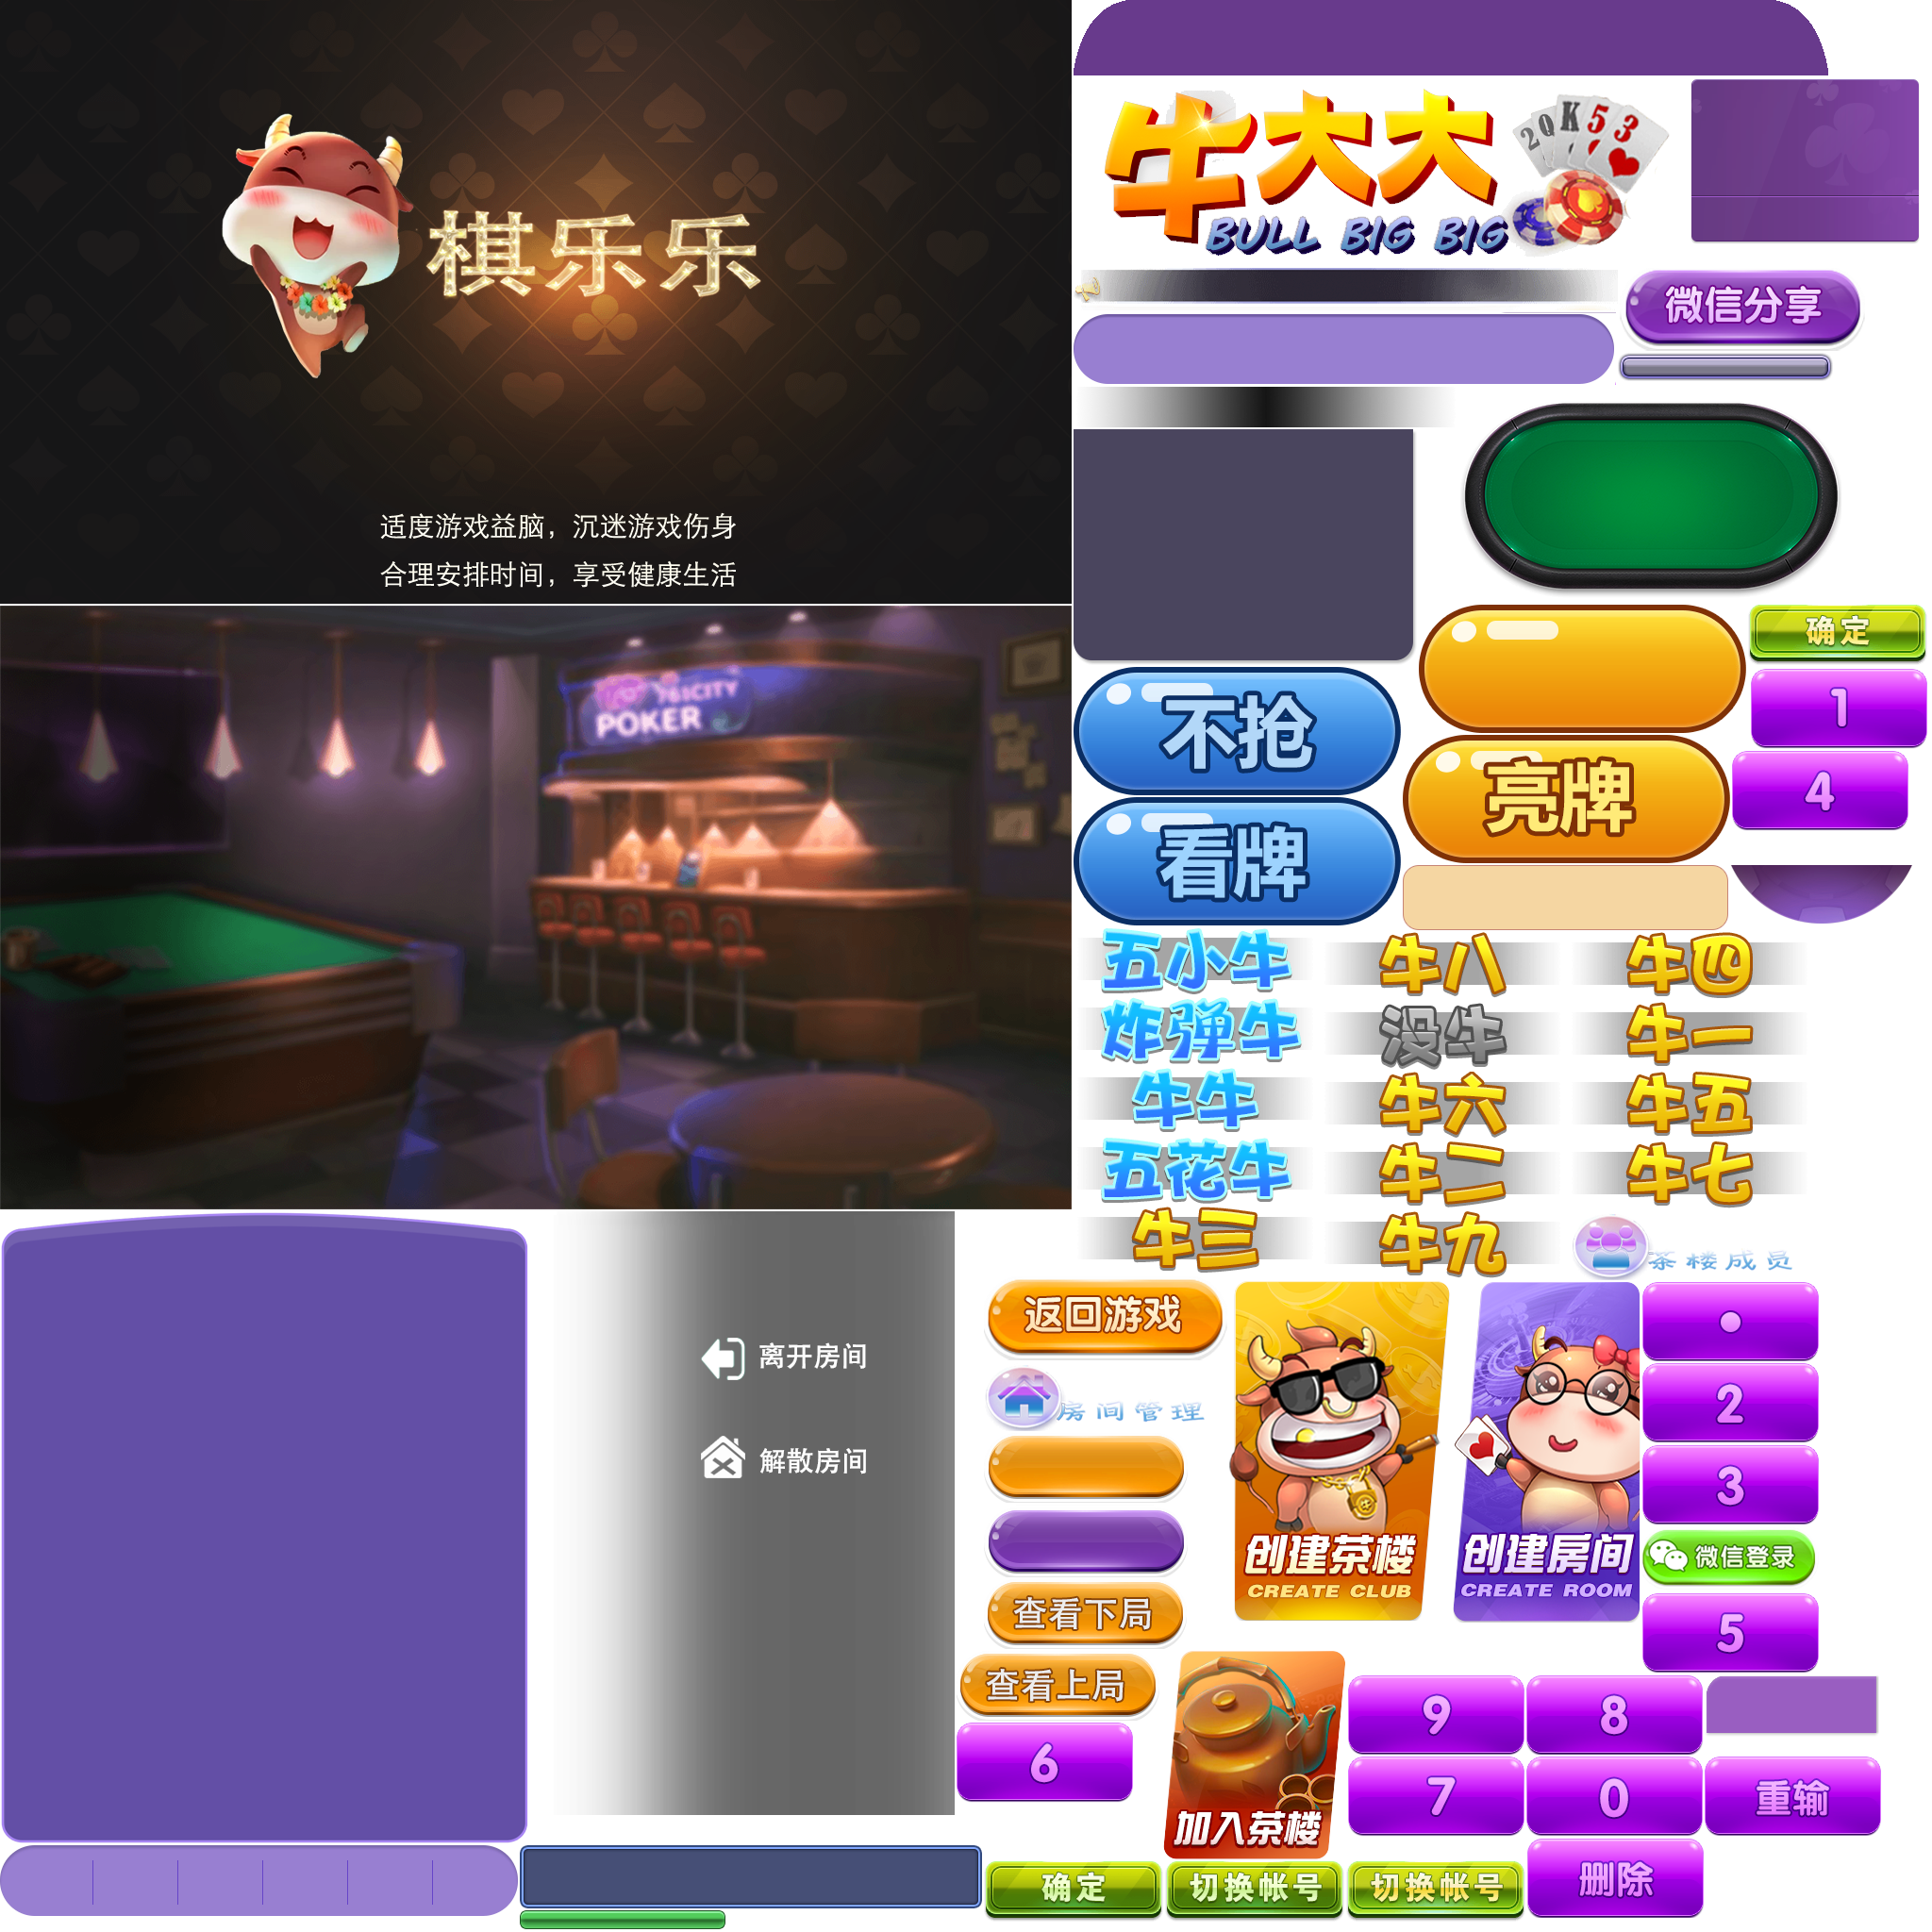 棋乐乐
适度游戏益脑，沉迷游戏伤身
合理安排时间，享受健康生活
牛大大
BULL BIG BIG
2 Q K 5 3
微信分享
确定
1
不抢
亮牌
4
看牌
CITY
POKER
五小牛
牛八
牛四
炸弹牛
没牛
牛一
牛牛
牛六
牛五
五花牛
牛二
牛七
牛三
牛九
茶楼成员
离开房间
解散房间
返回游戏
房间管理
查看下局
查看上局
6
创建茶楼
CREATE CLUB
创建房间
CREATE ROOM
2
3
微信登录
5
加入茶楼
9
8
7
0
重输
删除
确定
切换帐号
切换帐号